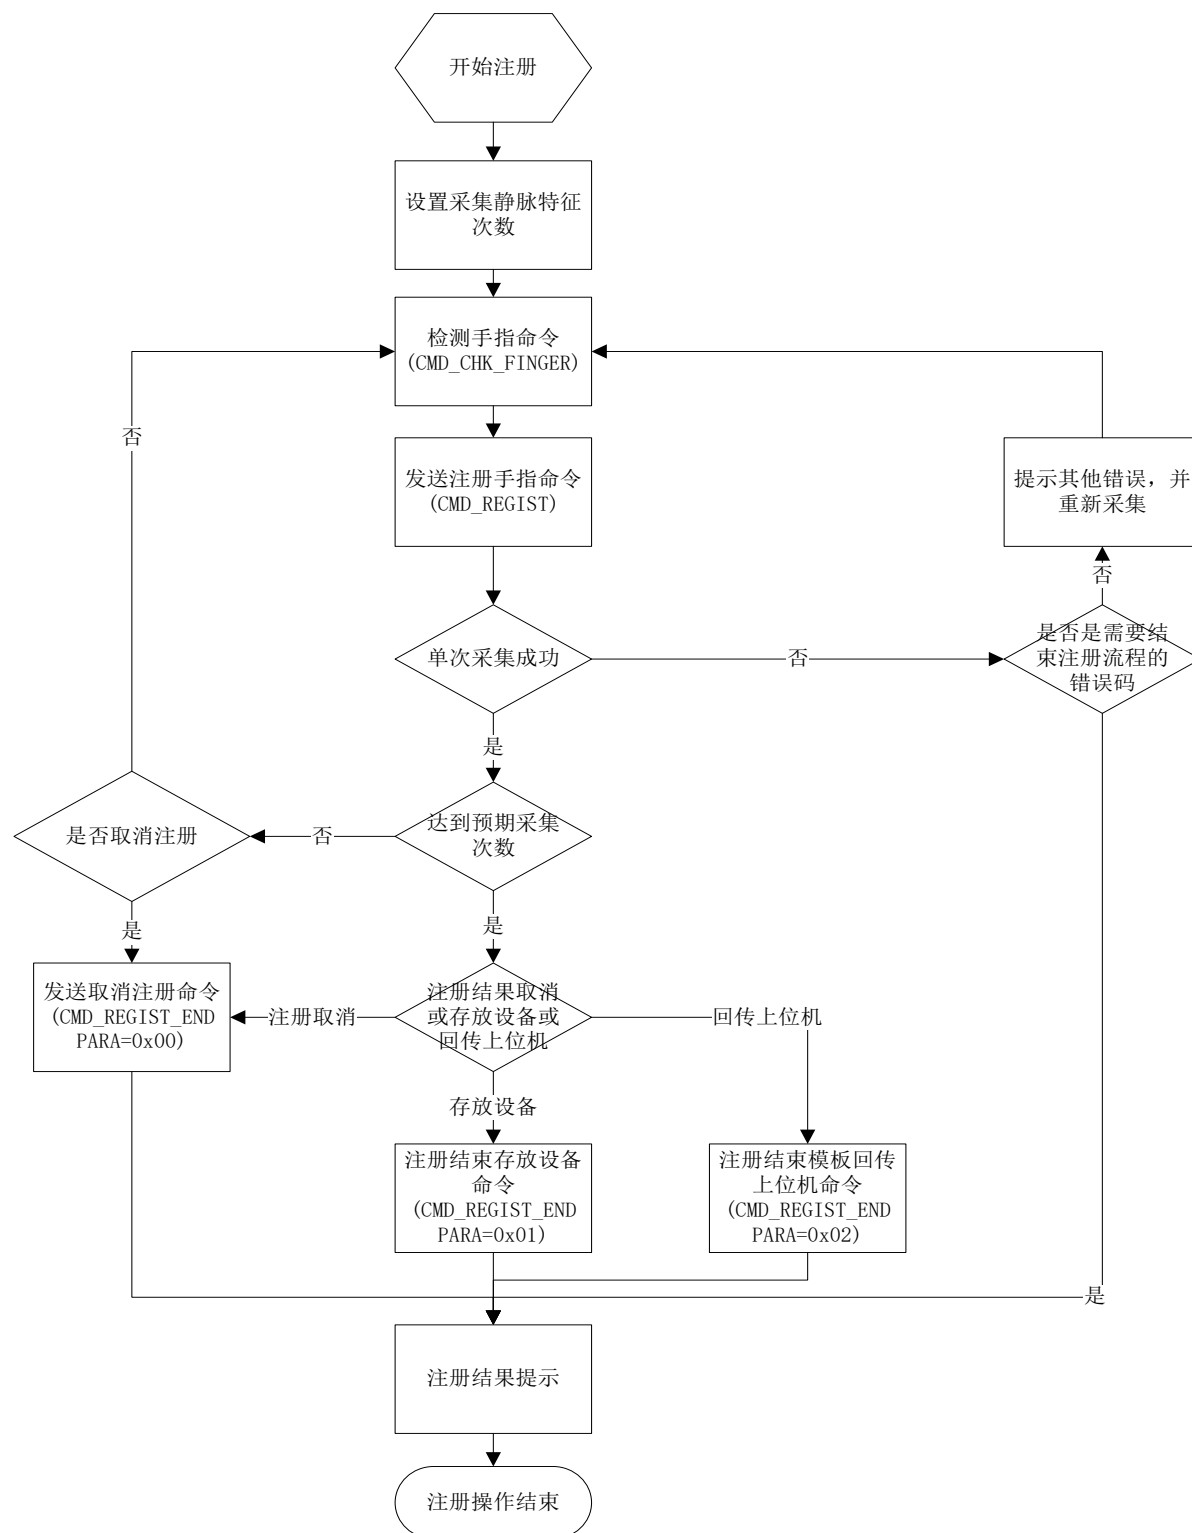 开始注册
设置采集静脉特征
次数
检测手指命令
(CMD_CHK_FINGER)
否
发送注册手指命令
(CMD_REGIST)
提示其他错误，并
重新采集
否
单次采集成功
否
是否是需要结
束注册流程的
错误码
是
是否取消注册
否
达到预期采集
次数
是
是
发送取消注册命令
(CMD_REGIST_END
PARA=0x00)
注册取消
注册结果取消
或存放设备或
回传上位机
回传上位机
存放设备
注册结束存放设备
命令
(CMD_REGIST_END
PARA=0x01)
注册结束模板回传
上位机命令
(CMD_REGIST_END
PARA=0x02)
是
注册结果提示
注册操作结束